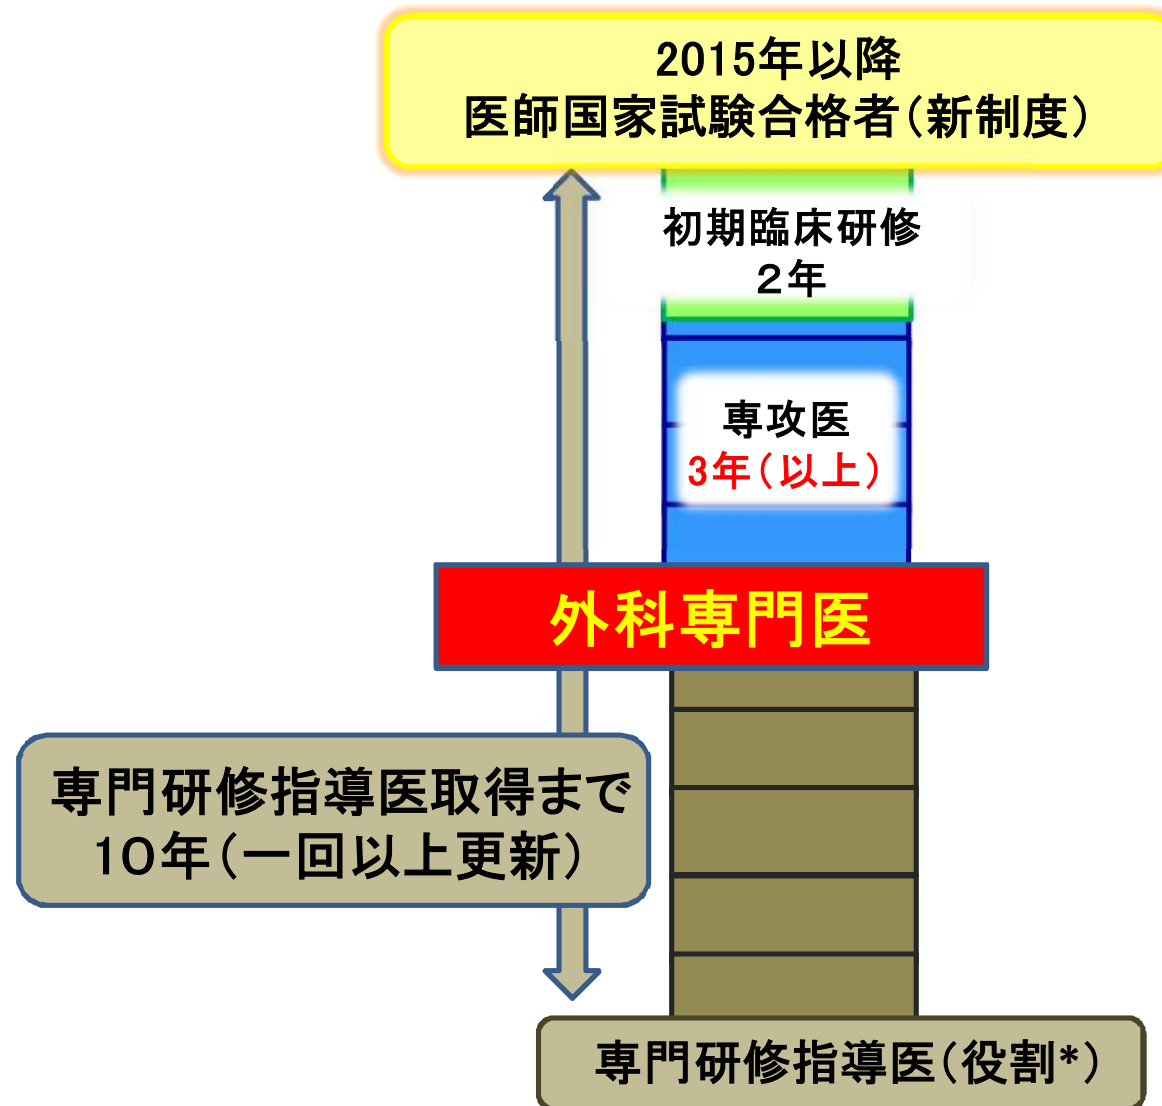 2015年以降
医師国家試験合格者(新制度)
初期臨床研修
2年
専攻医
3年(以上)
外科専門医
専門研修指導医取得まで
10年(一回以上更新)
専門研修指導医(役割*)